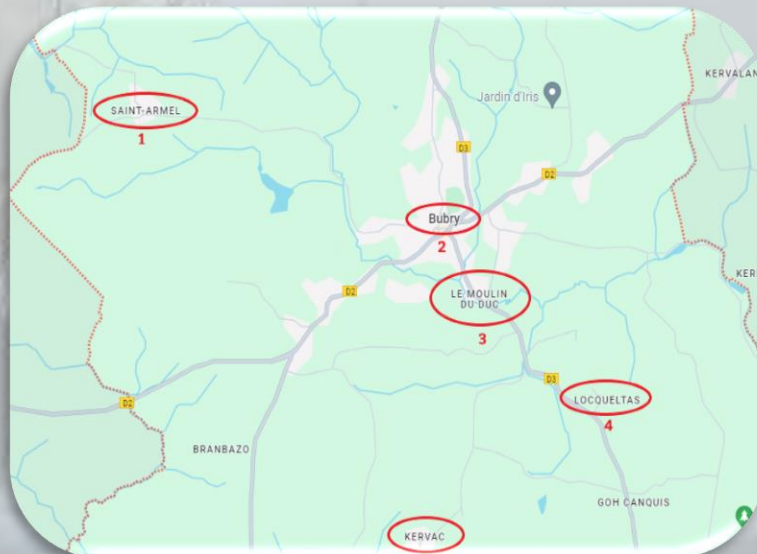 KERVALAN
Jardin d'Iris
SAINT-ARMEL
1
D3
D2
Bubry
2
KER
D2
LE MOULIN
DU DUC
3
D3
LOCQUELTAS
4
D2
BRANBAZO
GOH CANQUIS
KERVAC